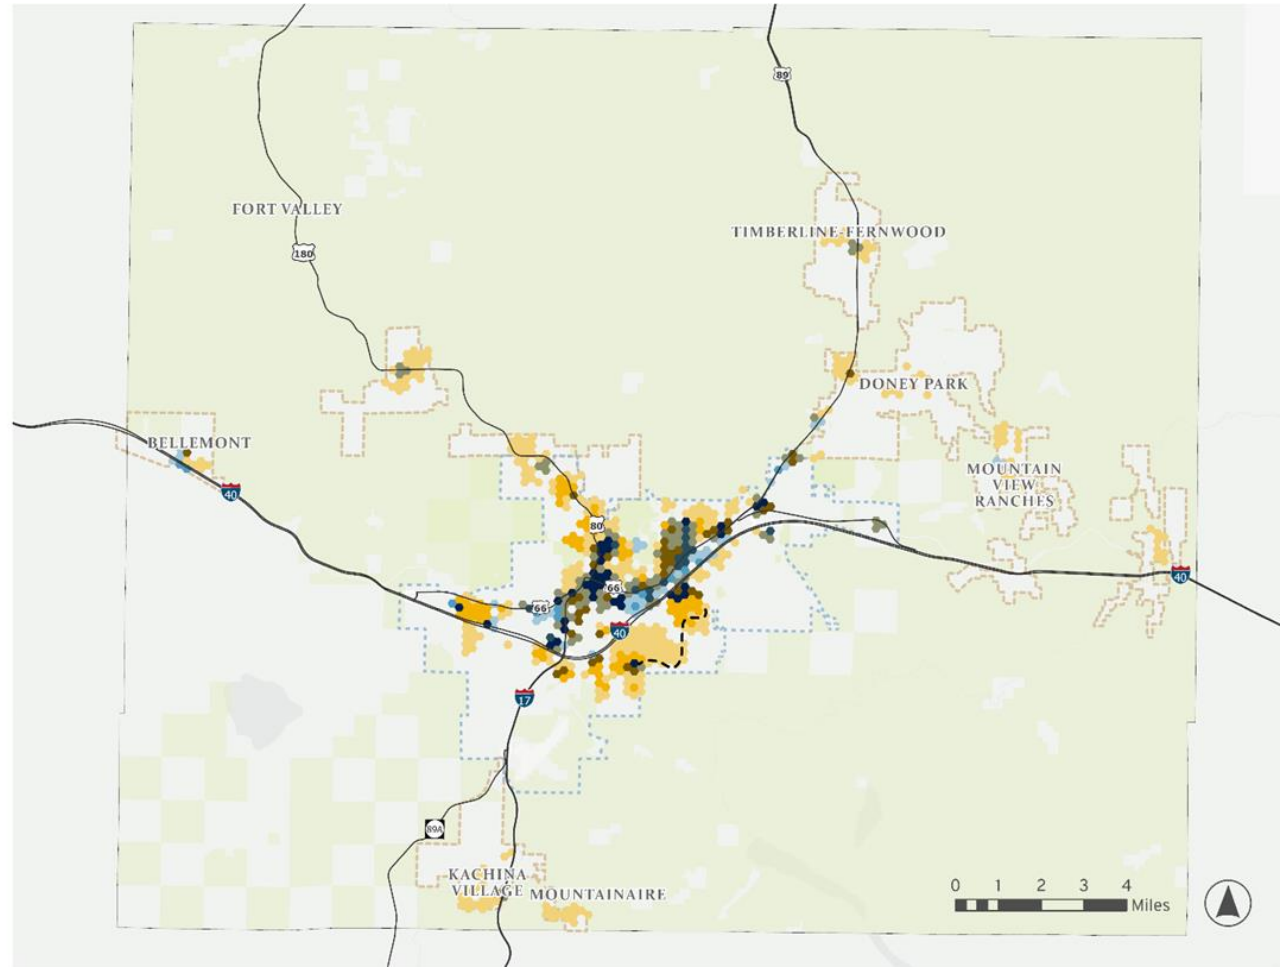 89
FORT VALLEY
TIMBERLINE-FERNWOOD
180
DONEY PARK
BELLEMONT
MOUNTAIN
VIEW
RANCHES
40
80
40
66
66
40
17
89A
KACHINA
VILLAGE
MOUNTAINAIRE
0 1 2 3 4
Miles